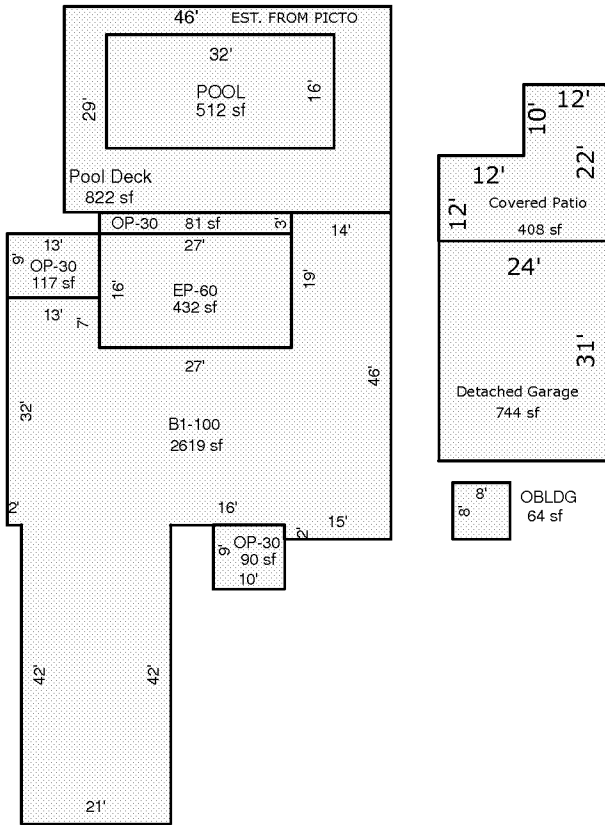 46' EST. FROM PICTO
32'
POOL
512 sf
16'
29'
Pool Deck
822 sf
OP-30 81 sf 3'
14'
13'
9'
OP-30
117 sf
13'
7'
27'
16'
EP-60
432 sf
19'
27'
46'
32'
B1-100
2619 sf
2'
16'
15'
2'
9'
OP-30
90 sf
10'
42'
42'
21'
12'
10'
22'
12'
12'
Covered Patio
408 sf
24'
31'
Detached Garage
744 sf
8'
8'
OBLDG
64 sf